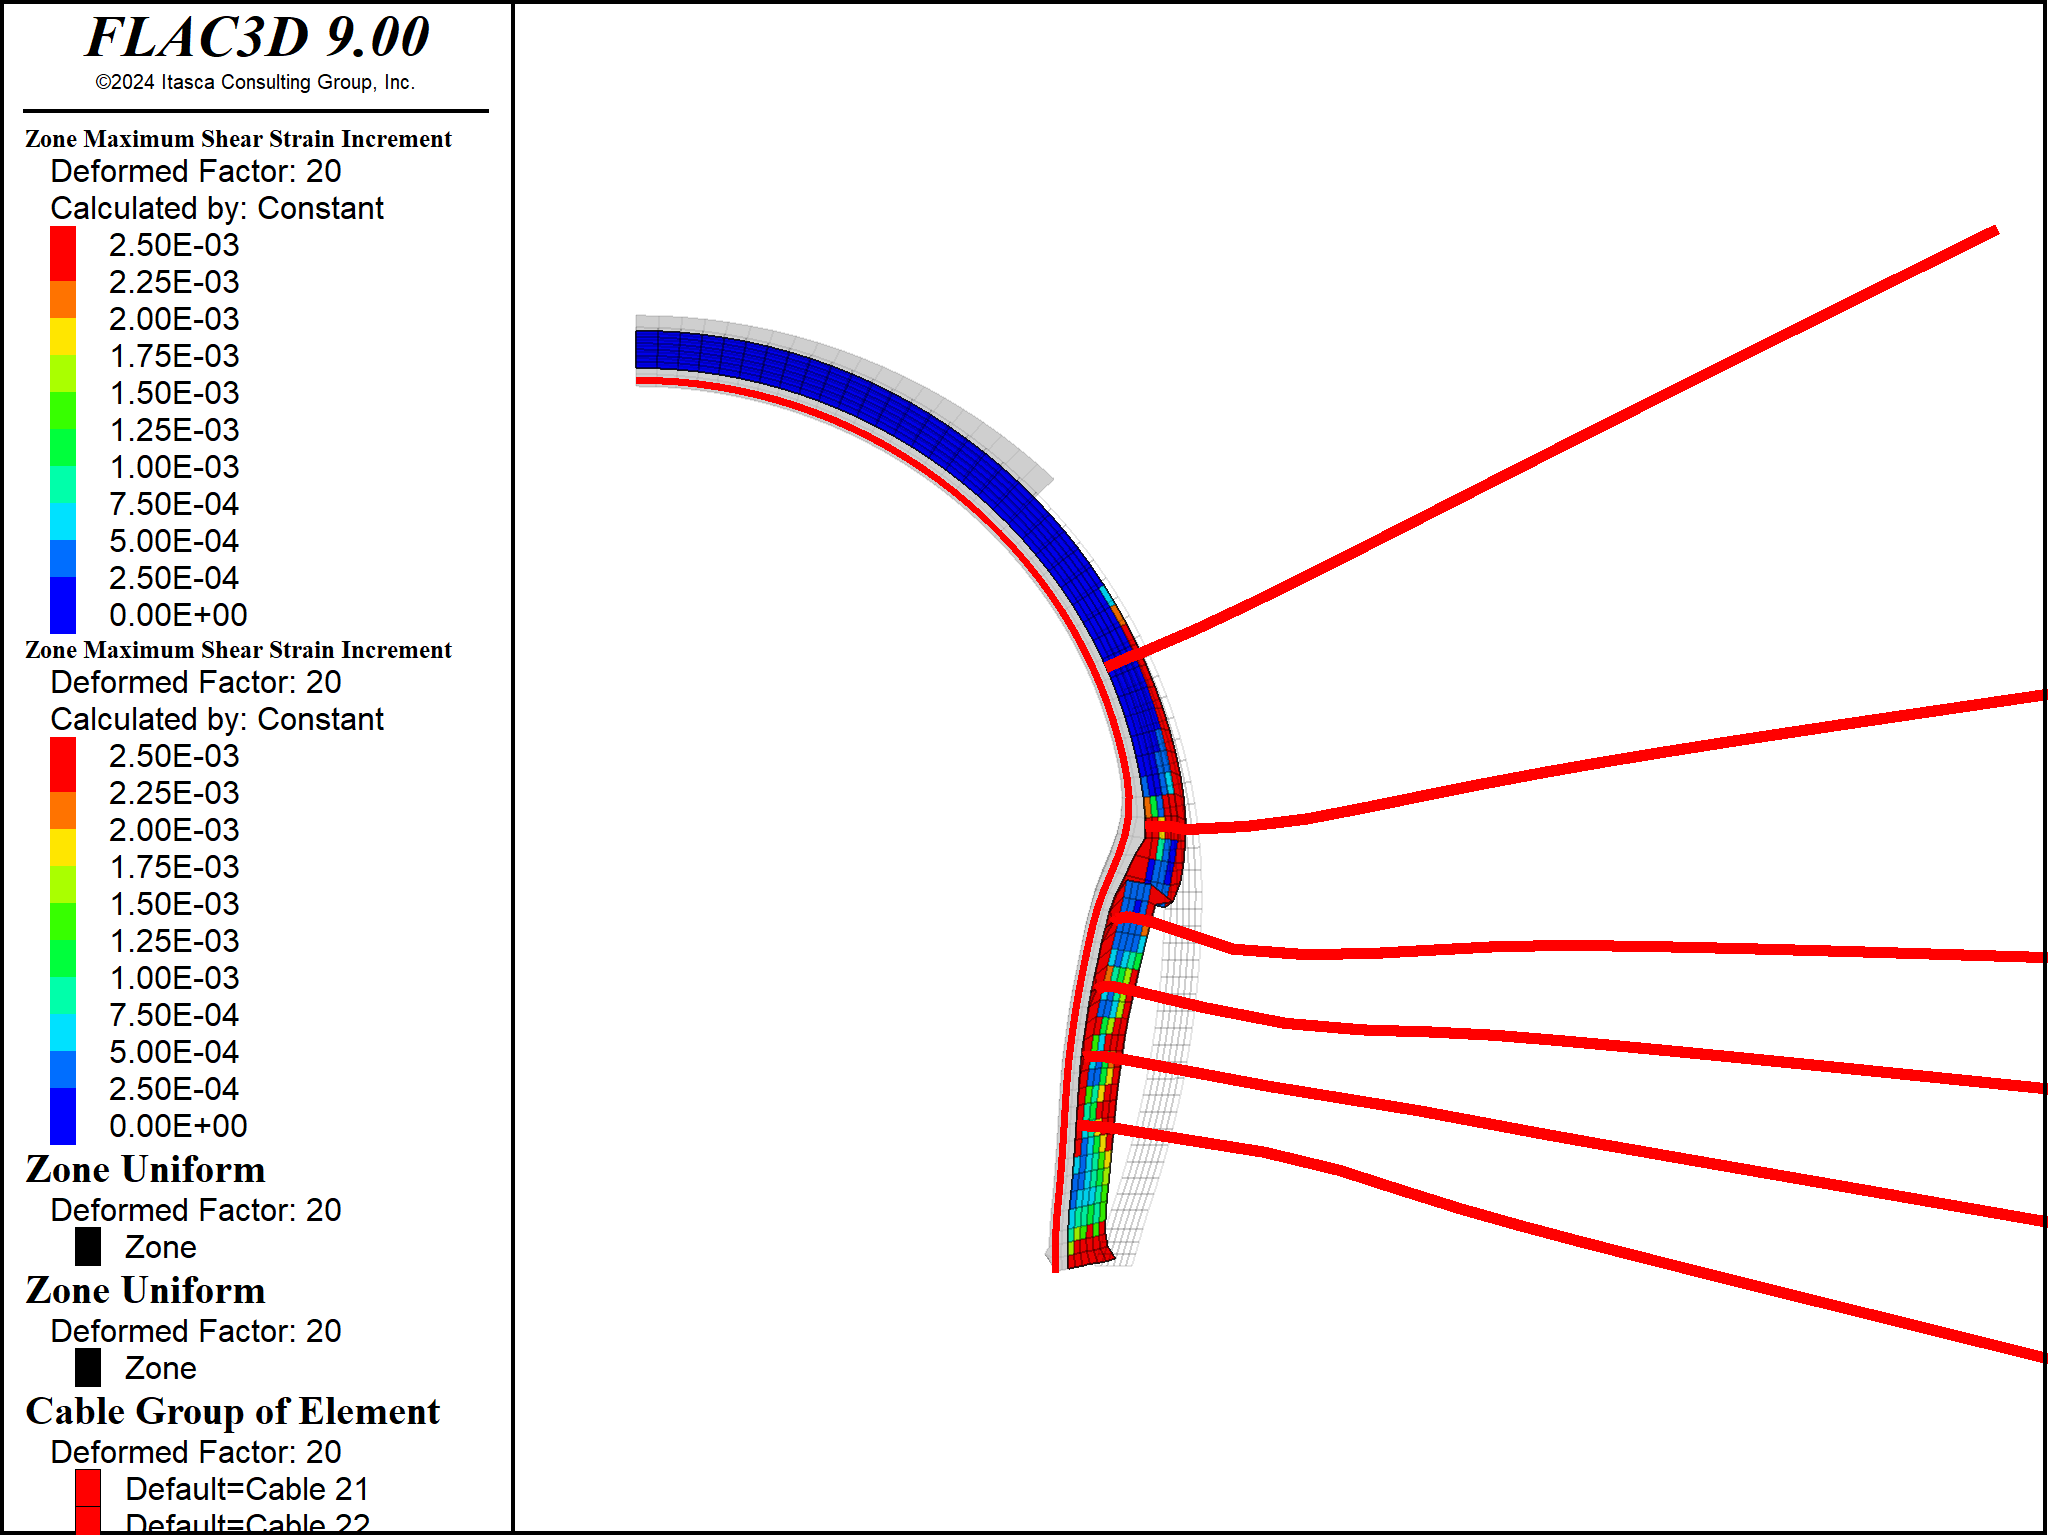 FLAC3D 9.00
©2024 Itasca Consulting Group, Inc.
Zone Maximum Shear Strain Increment
Deformed Factor: 20
Calculated by: Constant
2.50E-03
2.25E-03
2.00E-03
1.75E-03
1.50E-03
1.25E-03
1.00E-03
7.50E-04
5.00E-04
2.50E-04
0.00E+00
Zone Maximum Shear Strain Increment
Deformed Factor: 20
Calculated by: Constant
2.50E-03
2.25E-03
2.00E-03
1.75E-03
1.50E-03
1.25E-03
1.00E-03
7.50E-04
5.00E-04
2.50E-04
0.00E+00
Zone Uniform
Deformed Factor: 20
Zone
Zone Uniform
Deformed Factor: 20
Zone
Cable Group of Element
Deformed Factor: 20
Default=Cable 21
Default=Cable 22